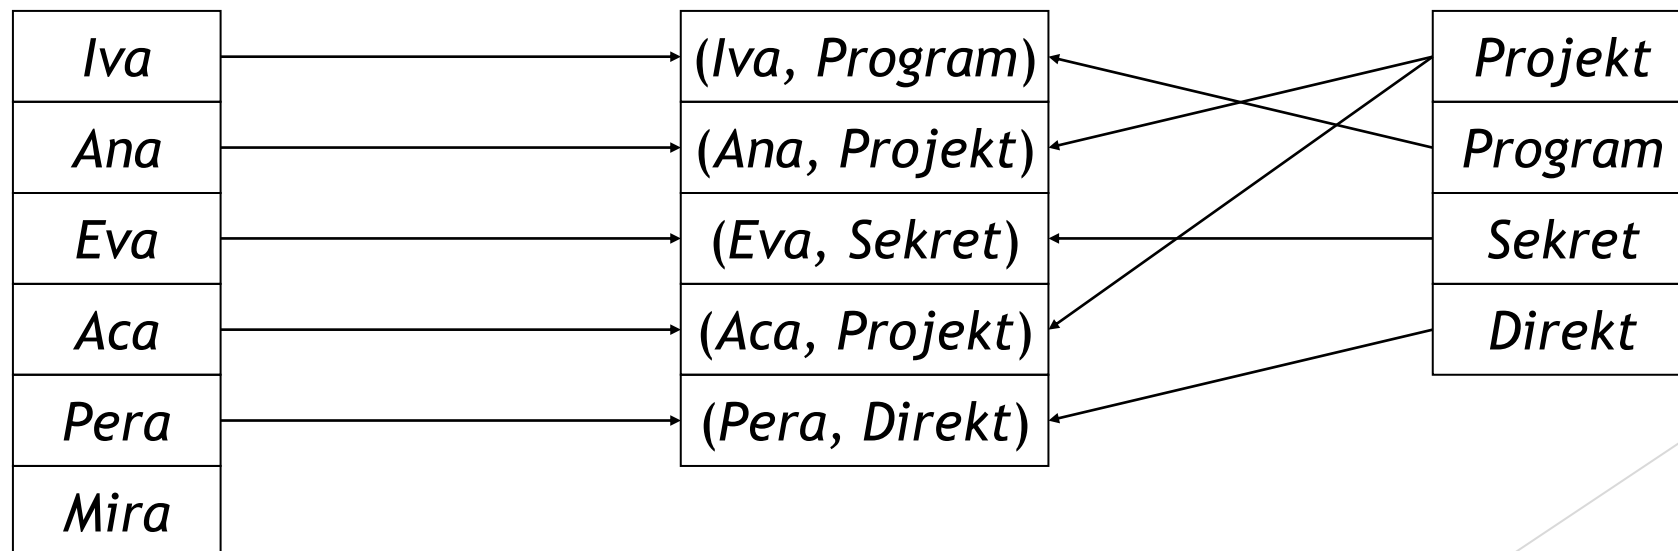 Iva
(Iva, Program)
Projekt
Ana
(Ana, Projekt)
Program
Eva
(Eva, Sekret)
Sekret
Aca
(Aca, Projekt)
Direkt
Pera
(Pera, Direkt)
Mira